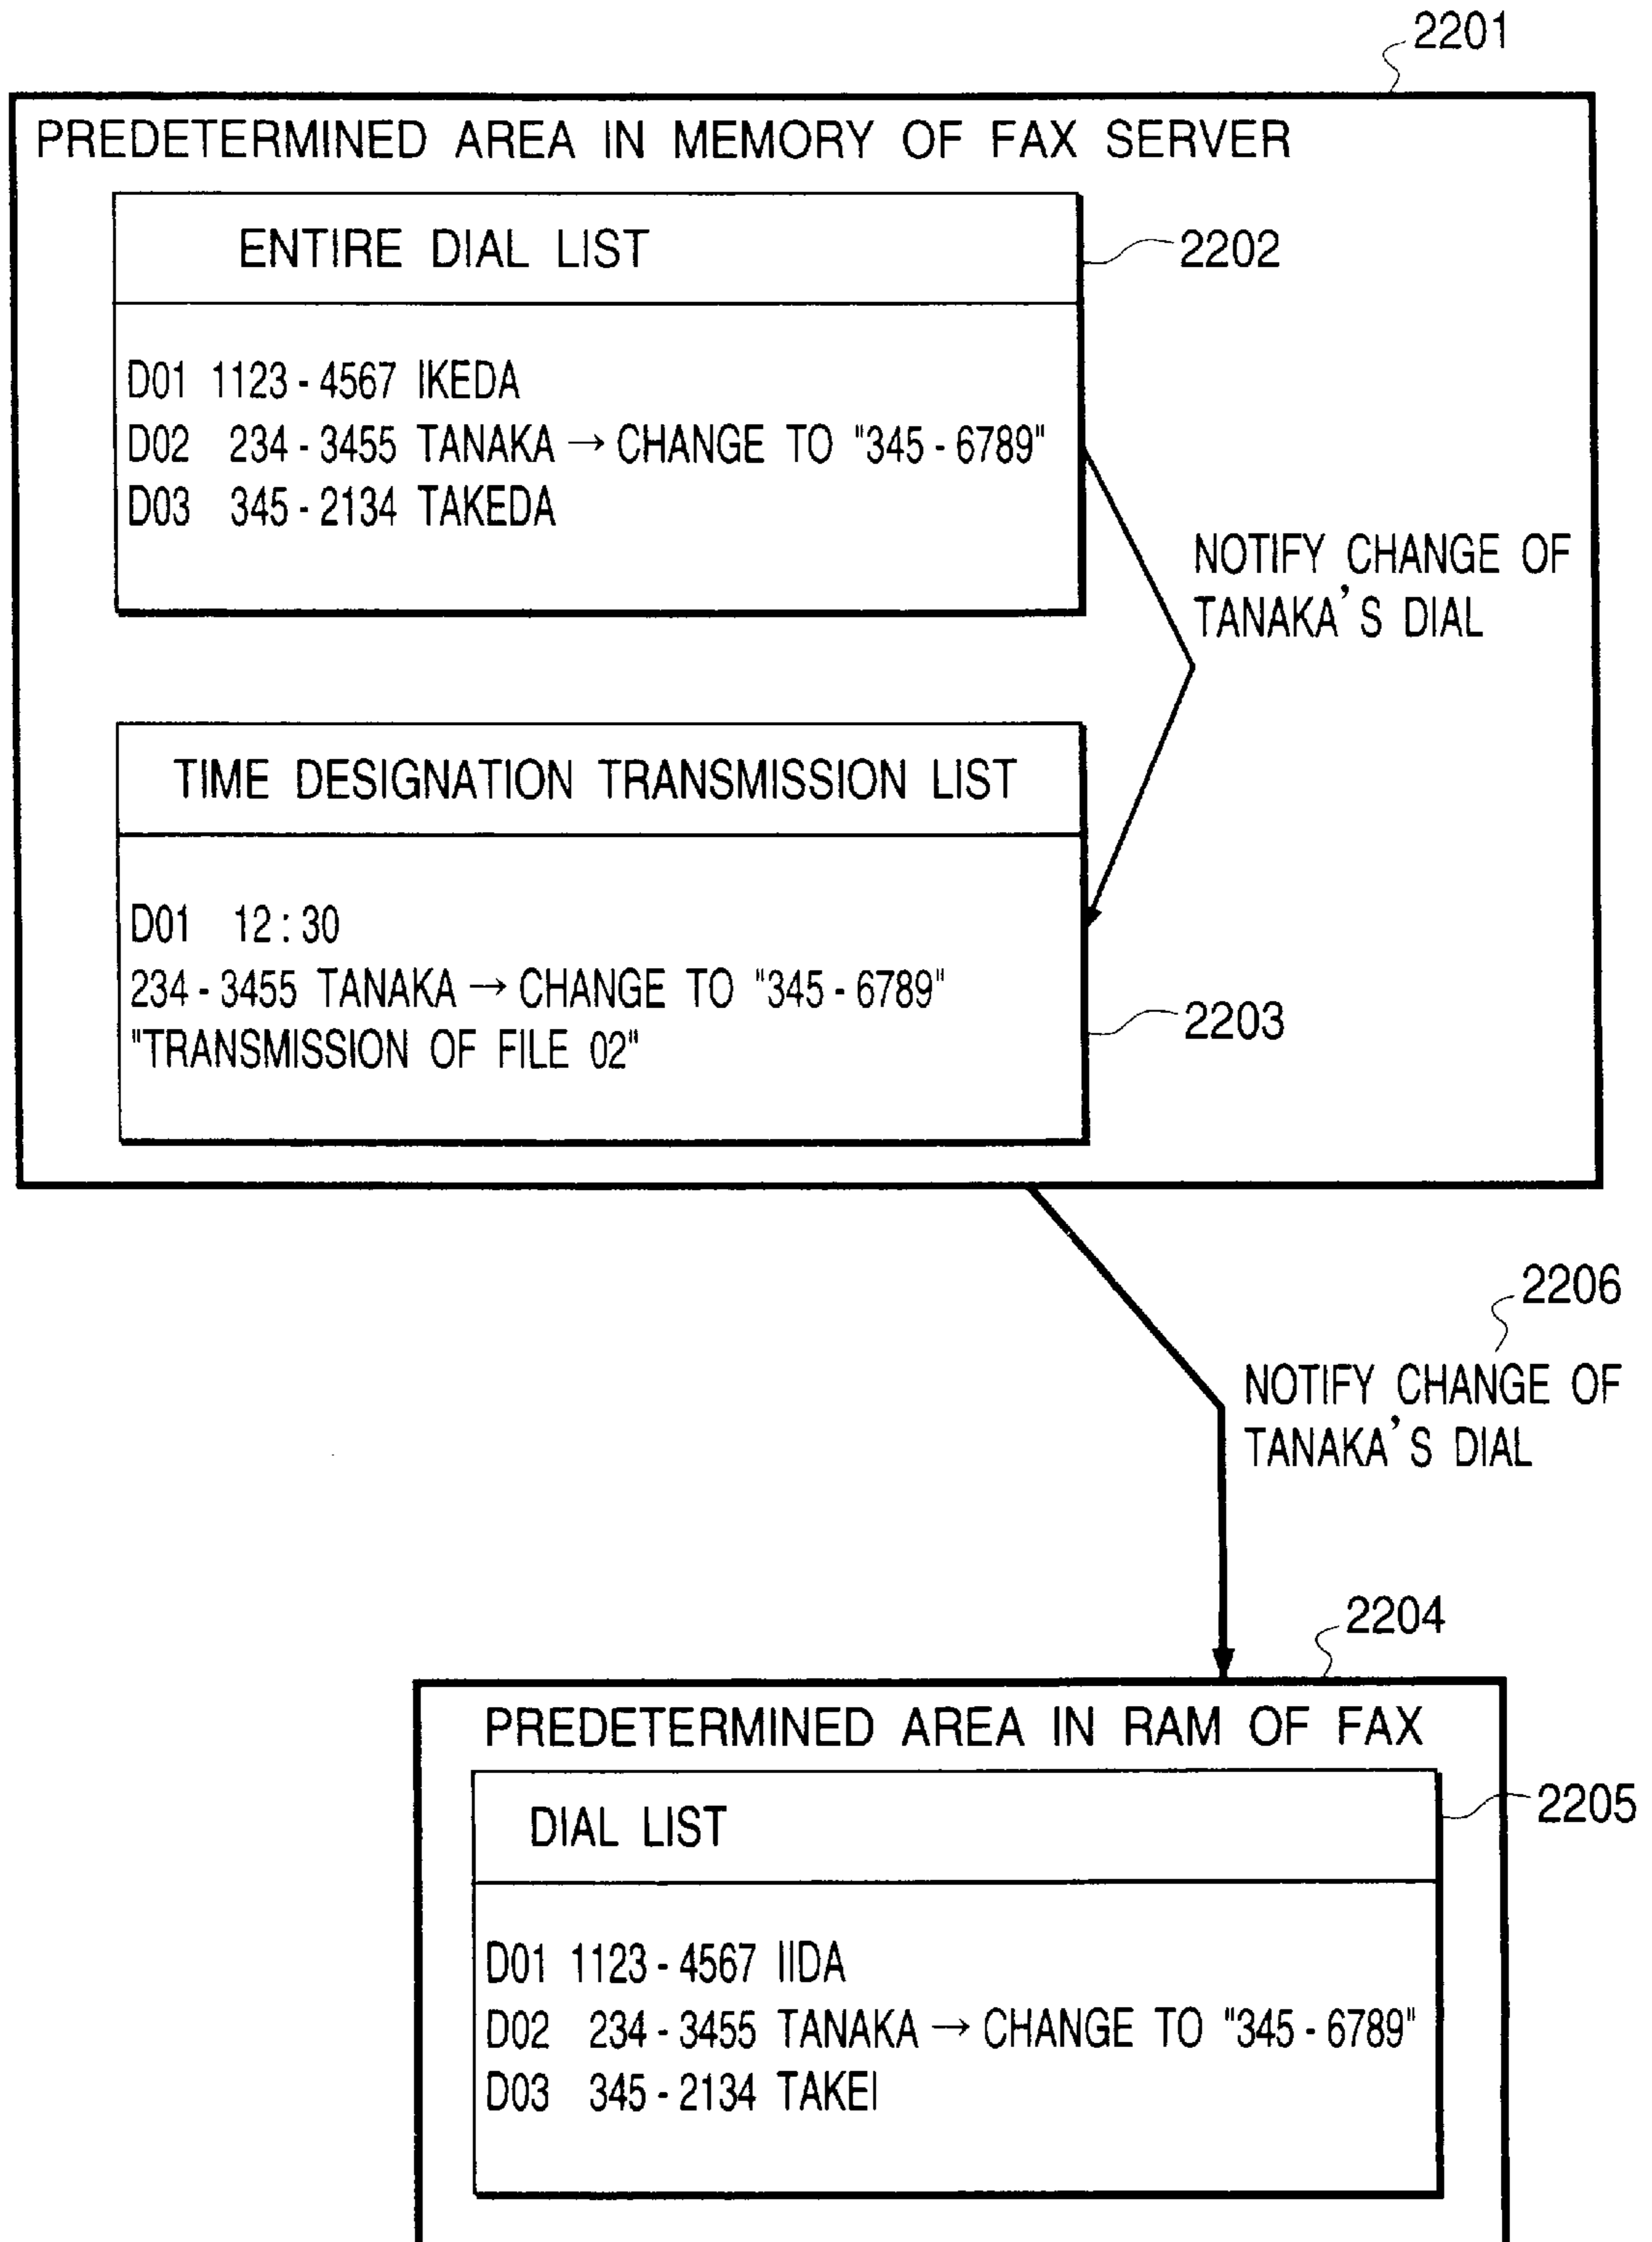 2201
PREDETERMINED AREA IN MEMORY OF FAX SERVER
ENTIRE DIAL LIST
2202
D01 1123-4567 IKEDA
D02 234-3455 TANAKA → CHANGE TO "345-6789"
D03 345-2134 TAKEDA
NOTIFY CHANGE OF
TANAKA'S DIAL
TIME DESIGNATION TRANSMISSION LIST
D01 12:30
234-3455 TANAKA → CHANGE TO "345-6789"
"TRANSMISSION OF FILE 02"
2203
2206
NOTIFY CHANGE OF
TANAKA'S DIAL
2204
PREDETERMINED AREA IN RAM OF FAX
DIAL LIST
2205
D01 1123-4567 IIDA
D02 234-3455 TANAKA → CHANGE TO "345-6789"
D03 345-2134 TAKEI